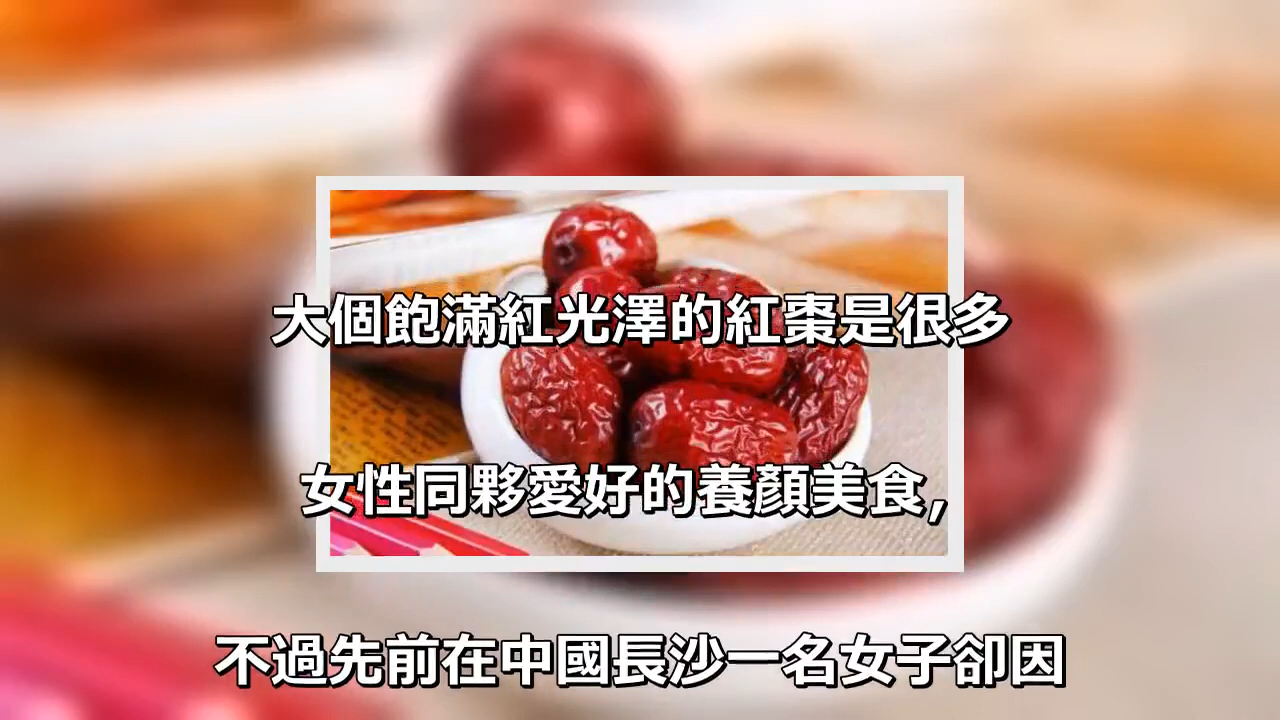 大個飽滿紅光澤的紅棗是很多
女性同夥愛好的養顏美食，
不過先前在中國長沙一名女子卻因